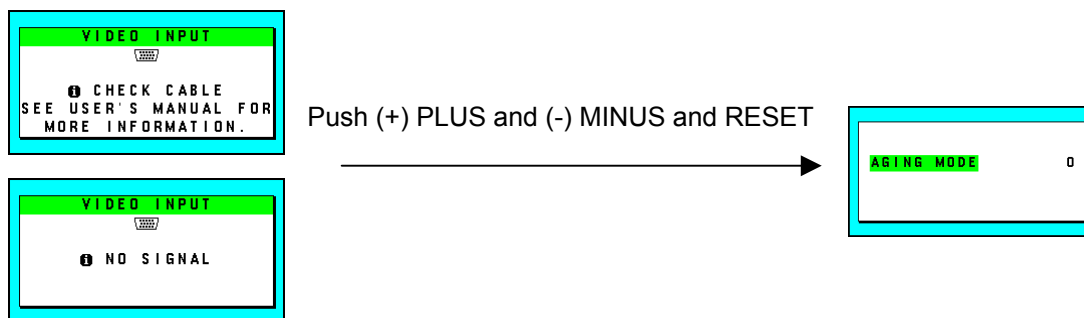 VIDEO INPUT
CHECK CABLE
SEE USER'S MANUAL FOR
MORE INFORMATION.
VIDEO INPUT
NO SIGNAL
Push (+) PLUS and (-) MINUS and RESET
AGING MODE 0